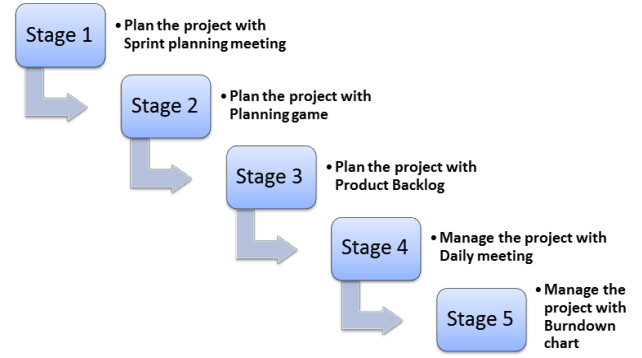 Stage 1
• Plan the project with
Sprint planning meeting
Stage 2
• Plan the project with
Planning game
Stage 3
• Plan the project with
Product Backlog
Stage 4
• Manage the project with
Daily meeting
Stage 5
• Manage the
project with
Burndown
chart